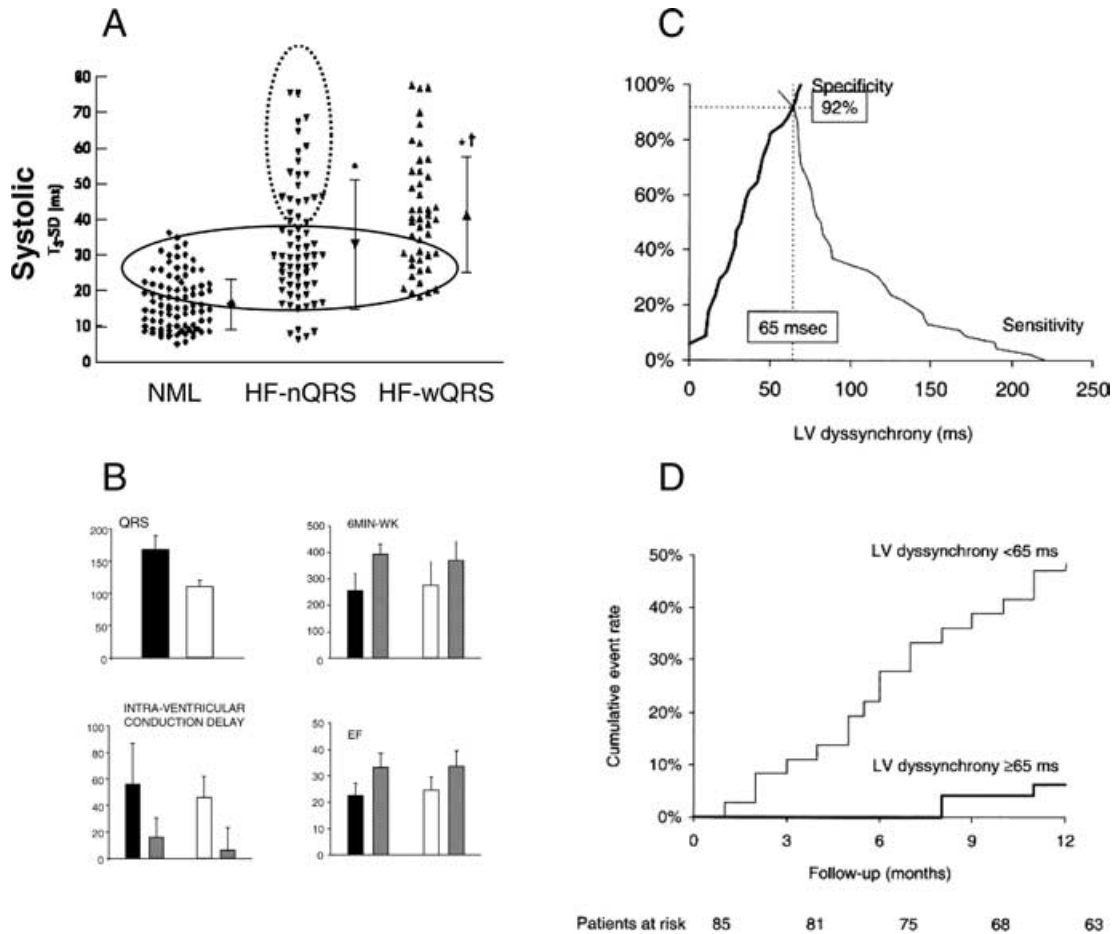 A
Systolic
Ts-SD [ms]
80
70
60
50
40
30
20
10
0
*
*†
NML HF-nQRS HF-wQRS
B
QRS
200
150
100
50
0
6MIN-WK
500
400
300
200
100
0
INTRA-VENTRICULAR
CONDUCTION DELAY
100
80
60
40
20
0
EF
50
40
30
20
10
0
C
100%
80%
60%
40%
20%
0%
Specificity
92%
65 msec
Sensitivity
0 50 100 150 200 250
LV dyssynchrony (ms)
D
Cumulative event rate
50%
40%
30%
20%
10%
0%
LV dyssynchrony <65 ms
LV dyssynchrony ≥65 ms
0 3 6 9 12
Follow-up (months)
Patients at risk 85 81 75 68 63